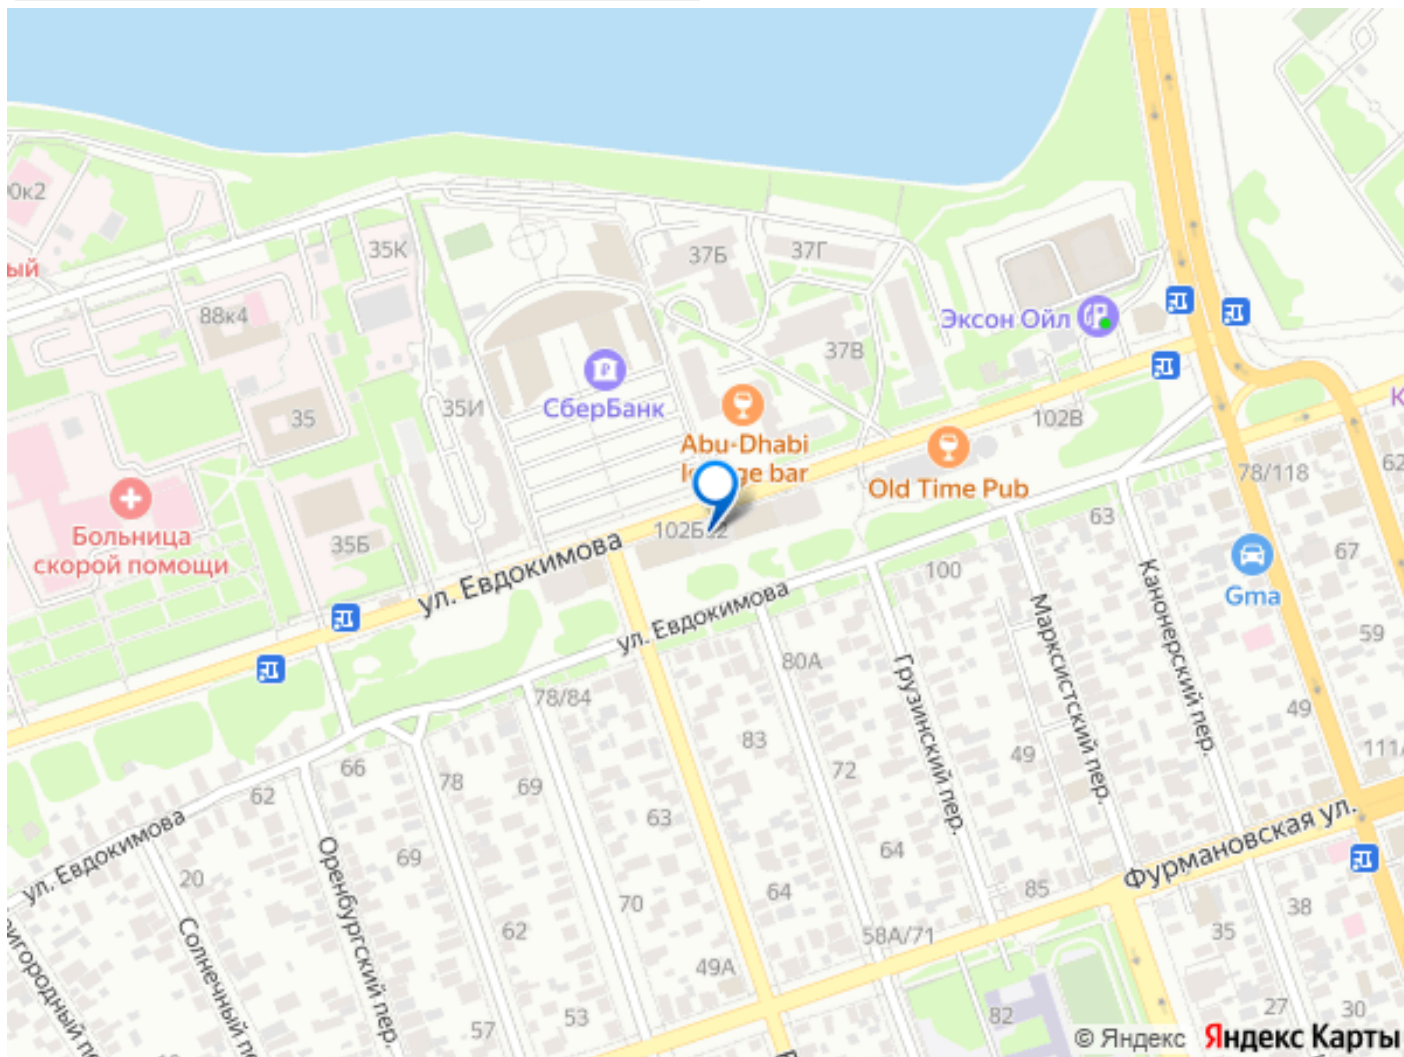 35К
37Б
37Г
88к4
Эксон Ойл
37В
СберБанк
35И
35
Abu-Dhabi
bar
102В
Old Time Pub
78/118
62
Больница
скорой помощи
35Б
ул. Евдокимова
63
67
100
Gma
ул. Евдокимова
Канонерский пер.
Марксистский пер.
59
80А
Грузинский пер.
78/84
49
83
49
72
66
78
69
62
63
ул. Евдокимова
69
64
Фурмановская ул.
20
Оренбургский пер.
64
85
70
38
Солнечный
62
58А/71
35
49А
53
57
82
27
30
© Яндекс Яндекс Карты